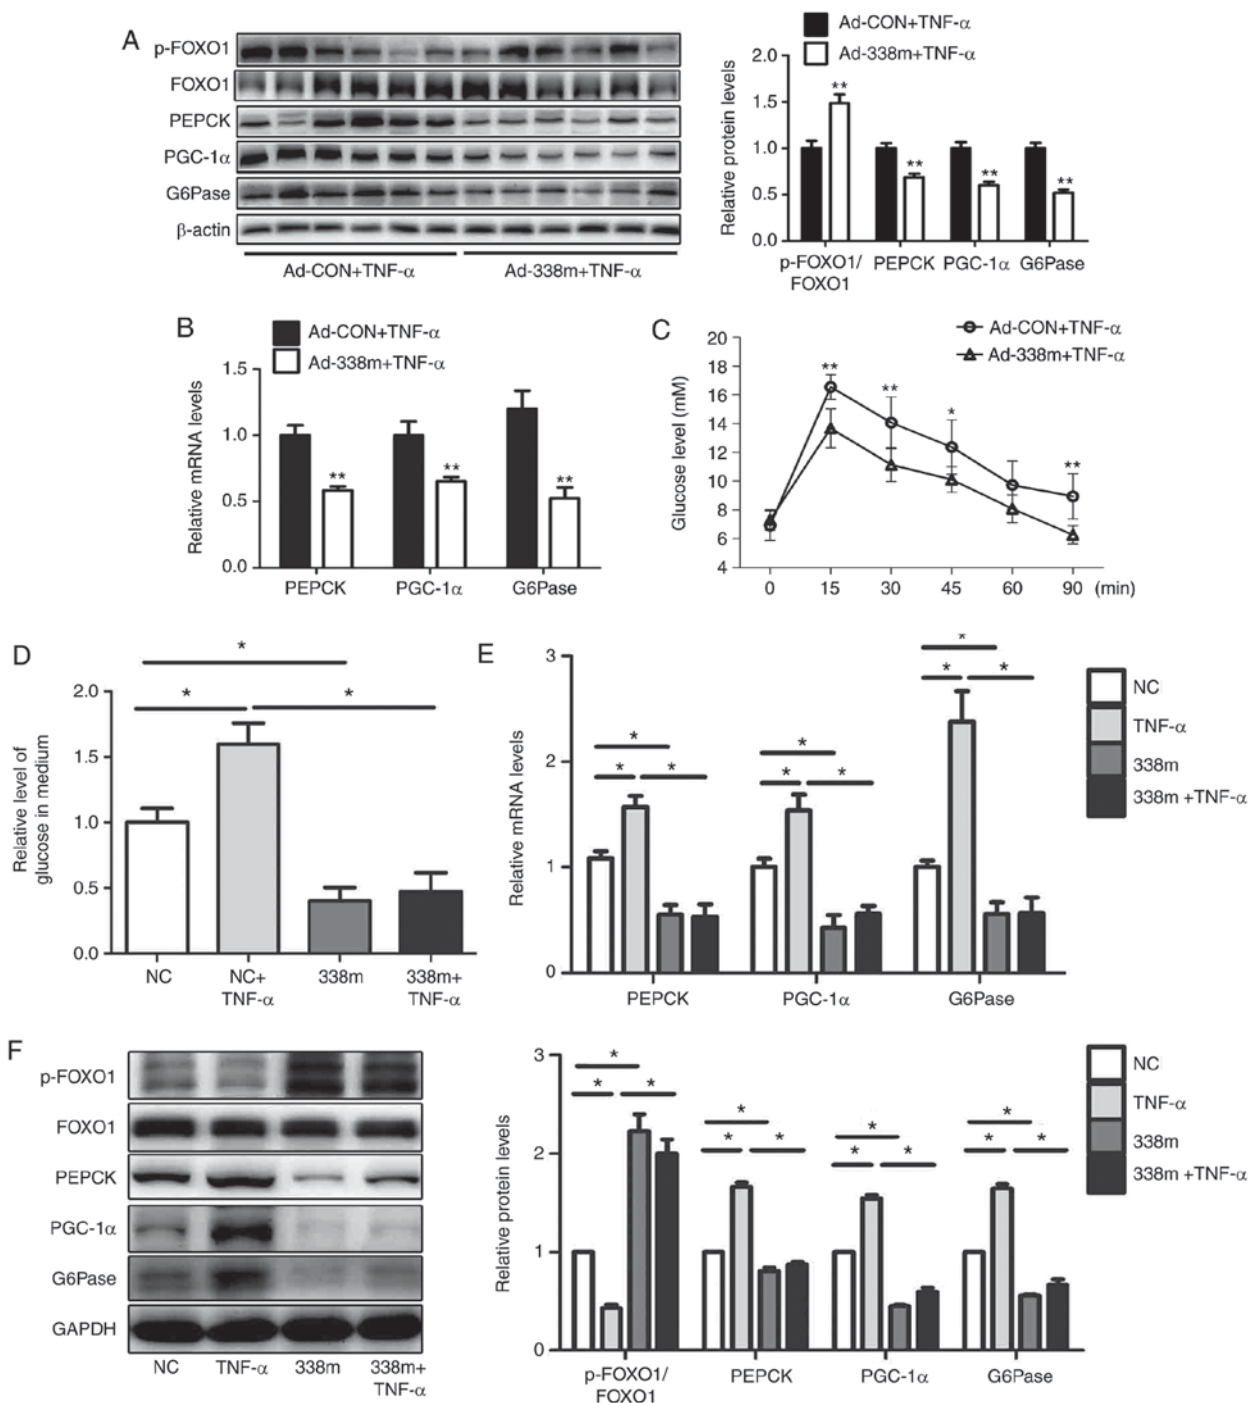 A
p-FOXO1
FOXO1
PEPCK
PGC-1α
G6Pase
β-actin
Ad-CON+TNF-α
Ad-338m+TNF-α
Ad-CON+TNF-α
Ad-338m+TNF-α
Relative protein levels
2.0
1.5
1.0
0.5
0.0
**
**
**
**
p-FOXO1/
FOXO1
PEPCK
PGC-1α
G6Pase
B
Ad-CON+TNF-α
Ad-338m+TNF-α
Relative mRNA levels
1.5
1.0
0.5
0.0
**
**
**
PEPCK
PGC-1α
G6Pase
C
Ad-CON+TNF-α
Ad-338m+TNF-α
Glucose level (mM)
20
18
16
14
12
10
8
6
4
**
**
*
**
0
15
30
45
60
90
(min)
D
Relative level of
glucose in medium
2.0
1.5
1.0
0.5
0.0
*
*
*
NC
NC+
TNF-α
338m
338m+
TNF-α
E
Relative mRNA levels
3
2
1
0
*
*
*
*
*
*
*
*
*
PEPCK
PGC-1α
G6Pase
NC
TNF-α
338m
338m +TNF-α
F
p-FOXO1
FOXO1
PEPCK
PGC-1α
G6Pase
GAPDH
NC
TNF-α
338m
338m+
TNF-α
Relative protein levels
3
2
1
0
*
*
*
*
*
*
*
*
*
*
*
*
p-FOXO1/
FOXO1
PEPCK
PGC-1α
G6Pase
NC
TNF-α
338m
338m +TNF-α